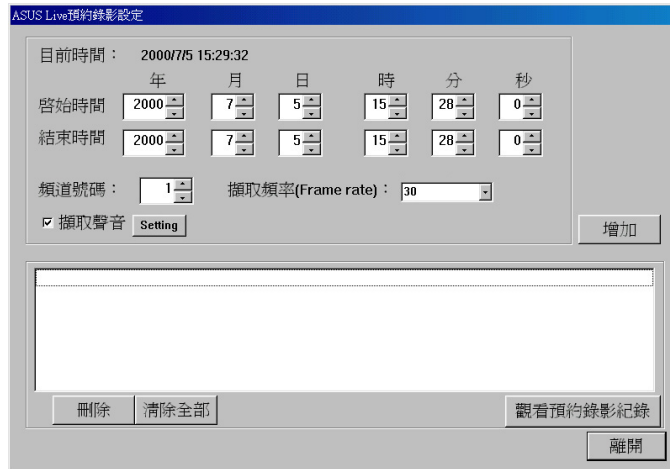 ASUS Live預約錄影設定
目前時間： 2000/7/5 15:29:32
年 月 日 時 分 秒
啓始時間 2000 7 5 15 28 0
結束時間 2000 7 5 15 28 0
頻道號碼： 1 擷取頻率(Frame rate)： 30
擷取聲音 Setting
增加
刪除 清除全部 觀看預約錄影紀錄
離開